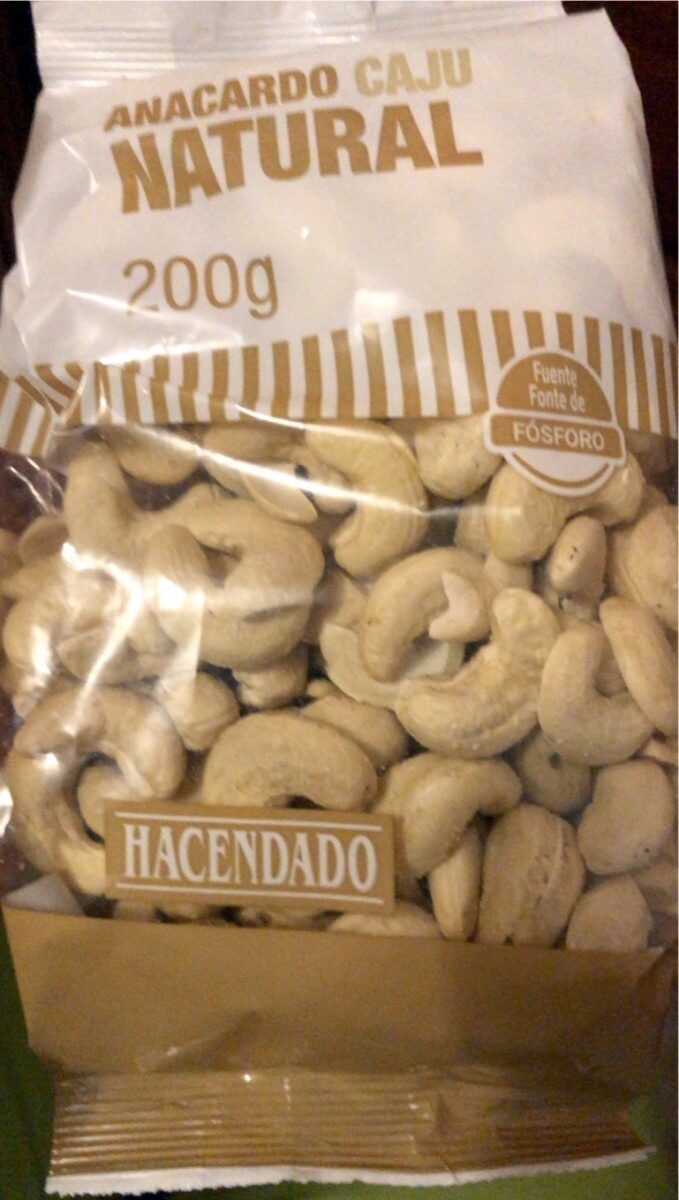 ANACARDO CAJU
NATURAL
200g
Fuente
Fonte de
FÓSFORO
HACENDADO